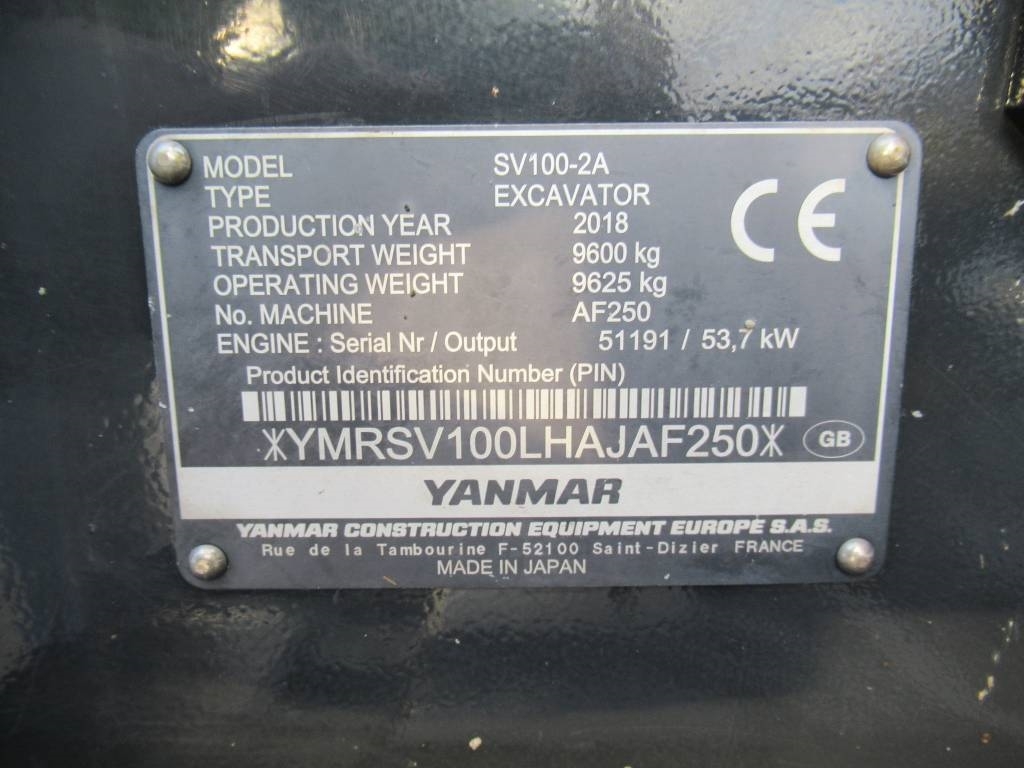 MODEL SV100-2A
TYPE EXCAVATOR
PRODUCTION YEAR 2018
TRANSPORT WEIGHT 9600 kg
OPERATING WEIGHT 9625 kg
No. MACHINE AF250
ENGINE : Serial Nr / Output 51191 / 53,7 kW
CE
Product Identification Number (PIN)
*YMRSV100LHAJAF250*
GB
YANMAR
YANMAR CONSTRUCTION EQUIPMENT EUROPE S.A.S.
Rue de la Tambourine F-52100 Saint-Dizier FRANCE
MADE IN JAPAN